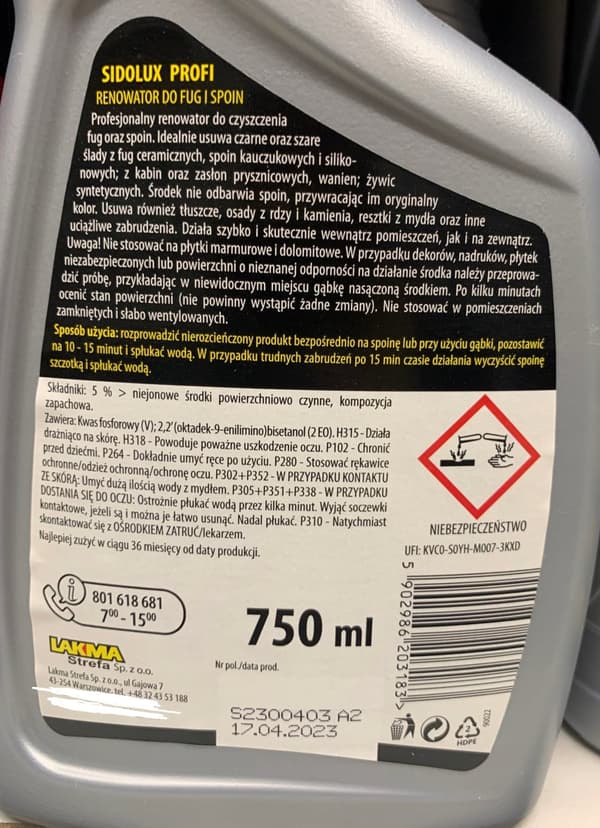 SIDOLUX PROFI
RENOWATOR DO FUG I SPOIN
Profesjonalny renowator do czyszczenia
fug oraz spoin. Idealnie usuwa czarne oraz szare
ślady z fug ceramicznych, spoin kauczukowych i siliko-
nowych; z kabin oraz zasłon prysznicowych, wanien; żywic
syntetycznych. Środek nie odbarwia spoin, przywracając im oryginalny
kolor. Usuwa również tłuszcze, osady z rdzy i kamienia, resztki z mydła oraz inne
uciążliwe zabrudzenia. Działa szybko i skutecznie wewnątrz pomieszczeń, jak i na zewnątrz.
Uwaga! Nie stosować na płytki marmurowe i dolomitowe. W przypadku dekorów, nadruków, płytek
niezabezpieczonych lub powierzchni o nieznanej odporności na działanie środka należy przeprowa-
dzić próbę, przykładając w niewidocznym miejscu gąbkę nasączoną środkiem. Po kilku minutach
ocenić stan powierzchni (nie powinny wystąpić żadne zmiany). Nie stosować w pomieszczeniach
zamkniętych i słabo wentylowanych.
Sposób użycia: rozprowadzić nierozcieńczony produkt bezpośrednio na spoinę lub przy użyciu gąbki, pozostawić
na 10 - 15 minut i spłukać wodą. W przypadku trudnych zabrudzeń po 15 min czasie działania wyczyścić spoinę
szczotką i spłukać wodą.
Składniki: 5 % > niejonowe środki powierzchniowo czynne, kompozycja
zapachowa.
Zawiera: Kwas fosforowy (V); 2,2'(oktadek-9-enilimino)bisetanol (2 EO). H315 - Działa
drażniąco na skórę. H318 - Powoduje poważne uszkodzenie oczu. P102 - Chronić
przed dziećmi. P264 - Dokładnie umyć ręce po użyciu. P280 - Stosować rękawice
ochronne/odzież ochronną/ochronę oczu. P302+P352 - W PRZYPADKU KONTAKTU
ZE SKÓRĄ: Umyć dużą ilością wody z mydłem. P305+P351+P338 - W PRZYPADKU
DOSTANIA SIĘ DO OCZU: Ostrożnie płukać wodą przez kilka minut. Wyjąć soczewki
kontaktowe, jeżeli są i można je łatwo usunąć. Nadal płukać. P310 - Natychmiast
skontaktować się z OŚRODKIEM ZATRUĆ/lekarzem.
Najlepiej zużyć w ciągu 36 miesięcy od daty produkcji.
NIEBEZPIECZEŃSTWO
UFI: KVC0-S0YH-M007-3KXD
5 902986 203183
801 618 681
7⁰⁰ - 15⁰⁰
750 ml
LAKMA
Strefa Sp. z o.o.
Lakma Strefa Sp. z o.o., ul Gajowa 7
43-254 Warszowice, tel. +48 32 43 53 188
Nr pol./data prod.
S2300403 A2
17.04.2023
90022
2
HDPE